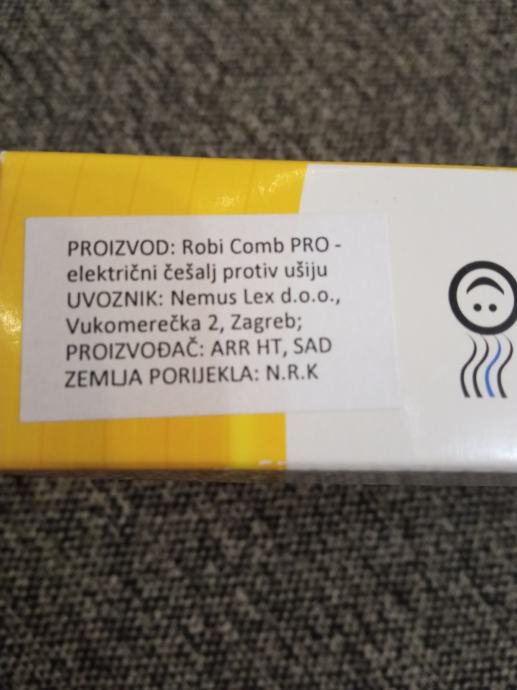 PROIZVOD: Robi Comb PRO -
električni češalj protiv ušiju
UVOZNIK: Nemus Lex d.o.o.,
Vukomerečka 2, Zagreb;
PROIZVOĐAČ: ARR HT, SAD
ZEMLJA PORIJEKLA: N.R.K